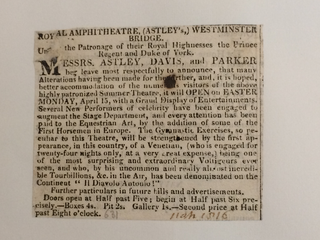 ROYAL AMPHITHEATRE, (ASTLEY's,) WESTMINSTER
BRIDGE.
the Patronage of their Royal Highnesses the Prince
Regent and Duke of York.
MESSRS. ASTLEY, DAVIS, and PARKER
beg leave most respectfully to announce, that many
Alterations having been made for the and, it is hoped,
better accommodation of the visitors of the above
highly patronized Summer Theatre, it will OPEN on EASTER
MONDAY, April 15, with a Grand Display of Entertainments.
Several New Performers of celebrity have been engaged to
augment the Stage Department, and every attention has been
paid to the Equestrian Art, by the addition of some of the
First Horsemen in Europe. The Gymnastic Exercises, so pe-
culiar to this Theatre, will be strengthened by the first ap-
pearance, in this country, of a Venetian, (who is engaged for
twenty-four nights only, at a very great expense,) being one
of the most surprising and extraordinary Voltigeurs ever
seen, and who, by his uncommon and really almost incredi-
ble Tourbillions, &c. in the Air, has been denominated on the
Continent " Il Diavolo Antonio!"
Further particulars in future bills and advertisements.
Doors open at Half past Five; begin at Half past Six pre-
cisely.—Boxes 4s. Pit 2s. Gallery 1s.—Second price at Half
past Eight o'clock.
1816